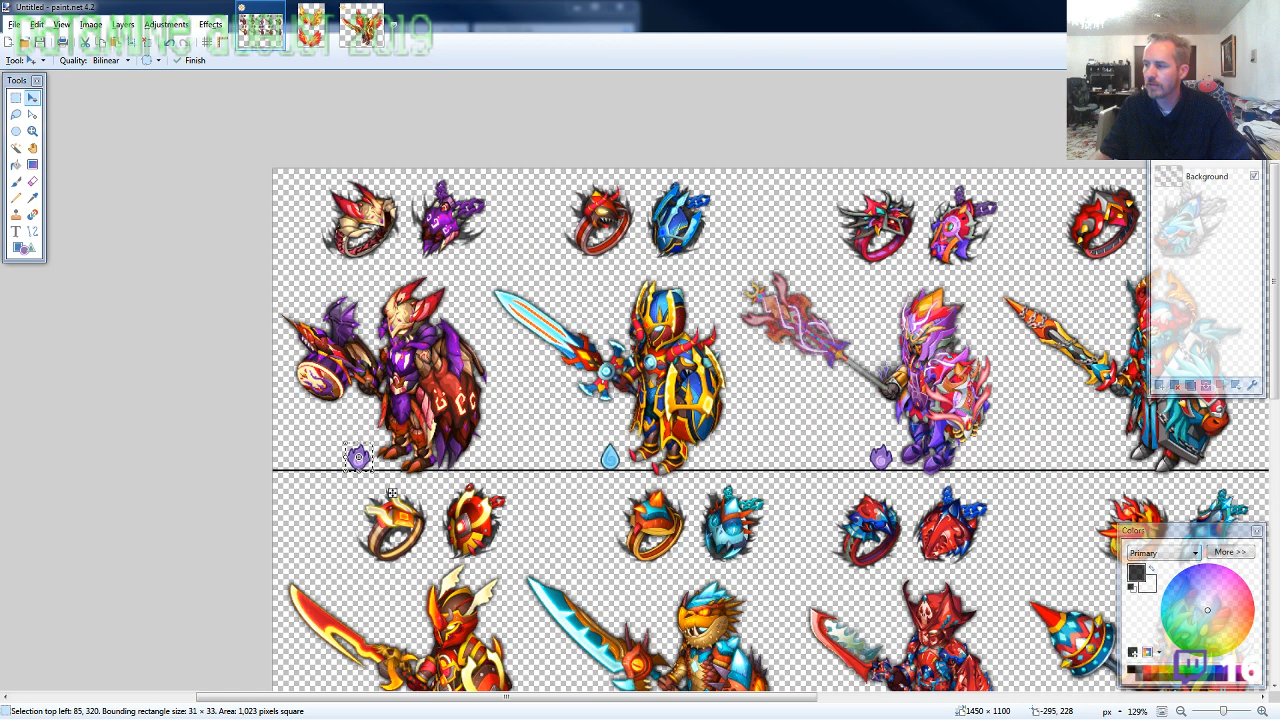 Untitled - paint.net 4.2
File Edit View Image Layers Adjustments Effects
Tool: Quality: Bilinear Finish
Tools
Background
Colors
Primary More >>
Selection top left: 85, 320. Bounding rectangle size: 31 × 33. Area: 1,023 pixels square 1450 × 1100 -295, 228 px 129%